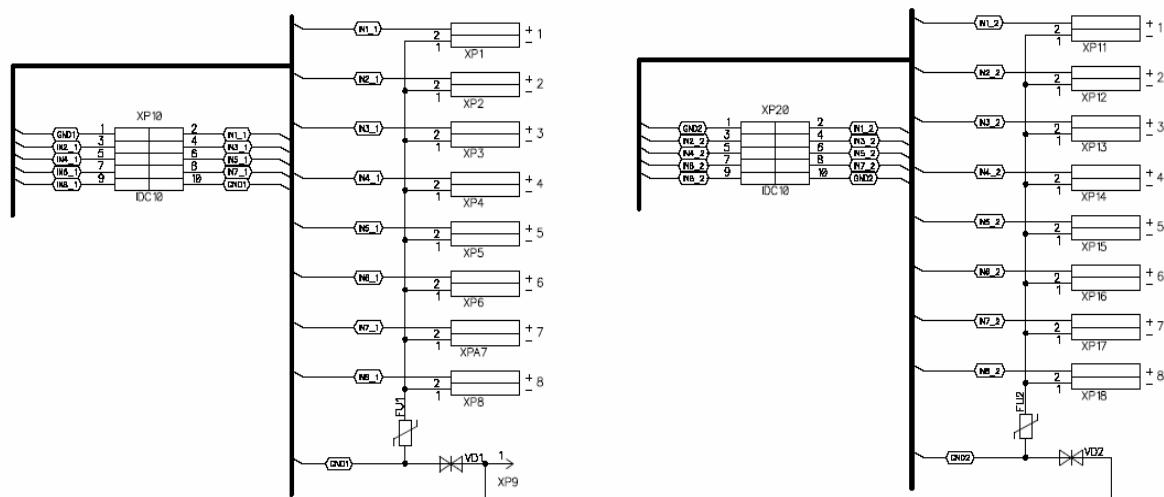 IN1_1 2 + 1
1 −
XP1
IN2_1 2 + 2
1 −
XP2
XP10
GND1 1 2 IN1_1
IN2_1 3 4 IN3_1
IN4_1 5 6 IN5_1
IN6_1 7 8 IN7_1
IN8_1 9 10 GND1
IDC10
IN3_1 2 + 3
1 −
XP3
IN4_1 2 + 4
1 −
XP4
IN5_1 2 + 5
1 −
XP5
IN6_1 2 + 6
1 −
XP6
IN7_1 2 + 7
1 −
XPA7
IN8_1 2 + 8
1 −
XP8
FU1
GND1 VD1 1
XP9
IN1_2 2 + 1
1 −
XP11
IN2_2 2 + 2
1 −
XP12
XP20
GND2 1 2 IN1_2
IN2_2 3 4 IN3_2
IN4_2 5 6 IN5_2
IN6_2 7 8 IN7_2
IN8_2 9 10 GND2
IDC10
IN3_2 2 + 3
1 −
XP13
IN4_2 2 + 4
1 −
XP14
IN5_2 2 + 5
1 −
XP15
IN6_2 2 + 6
1 −
XP16
IN7_2 2 + 7
1 −
XP17
IN8_2 2 + 8
1 −
XP18
FU2
GND2 VD2